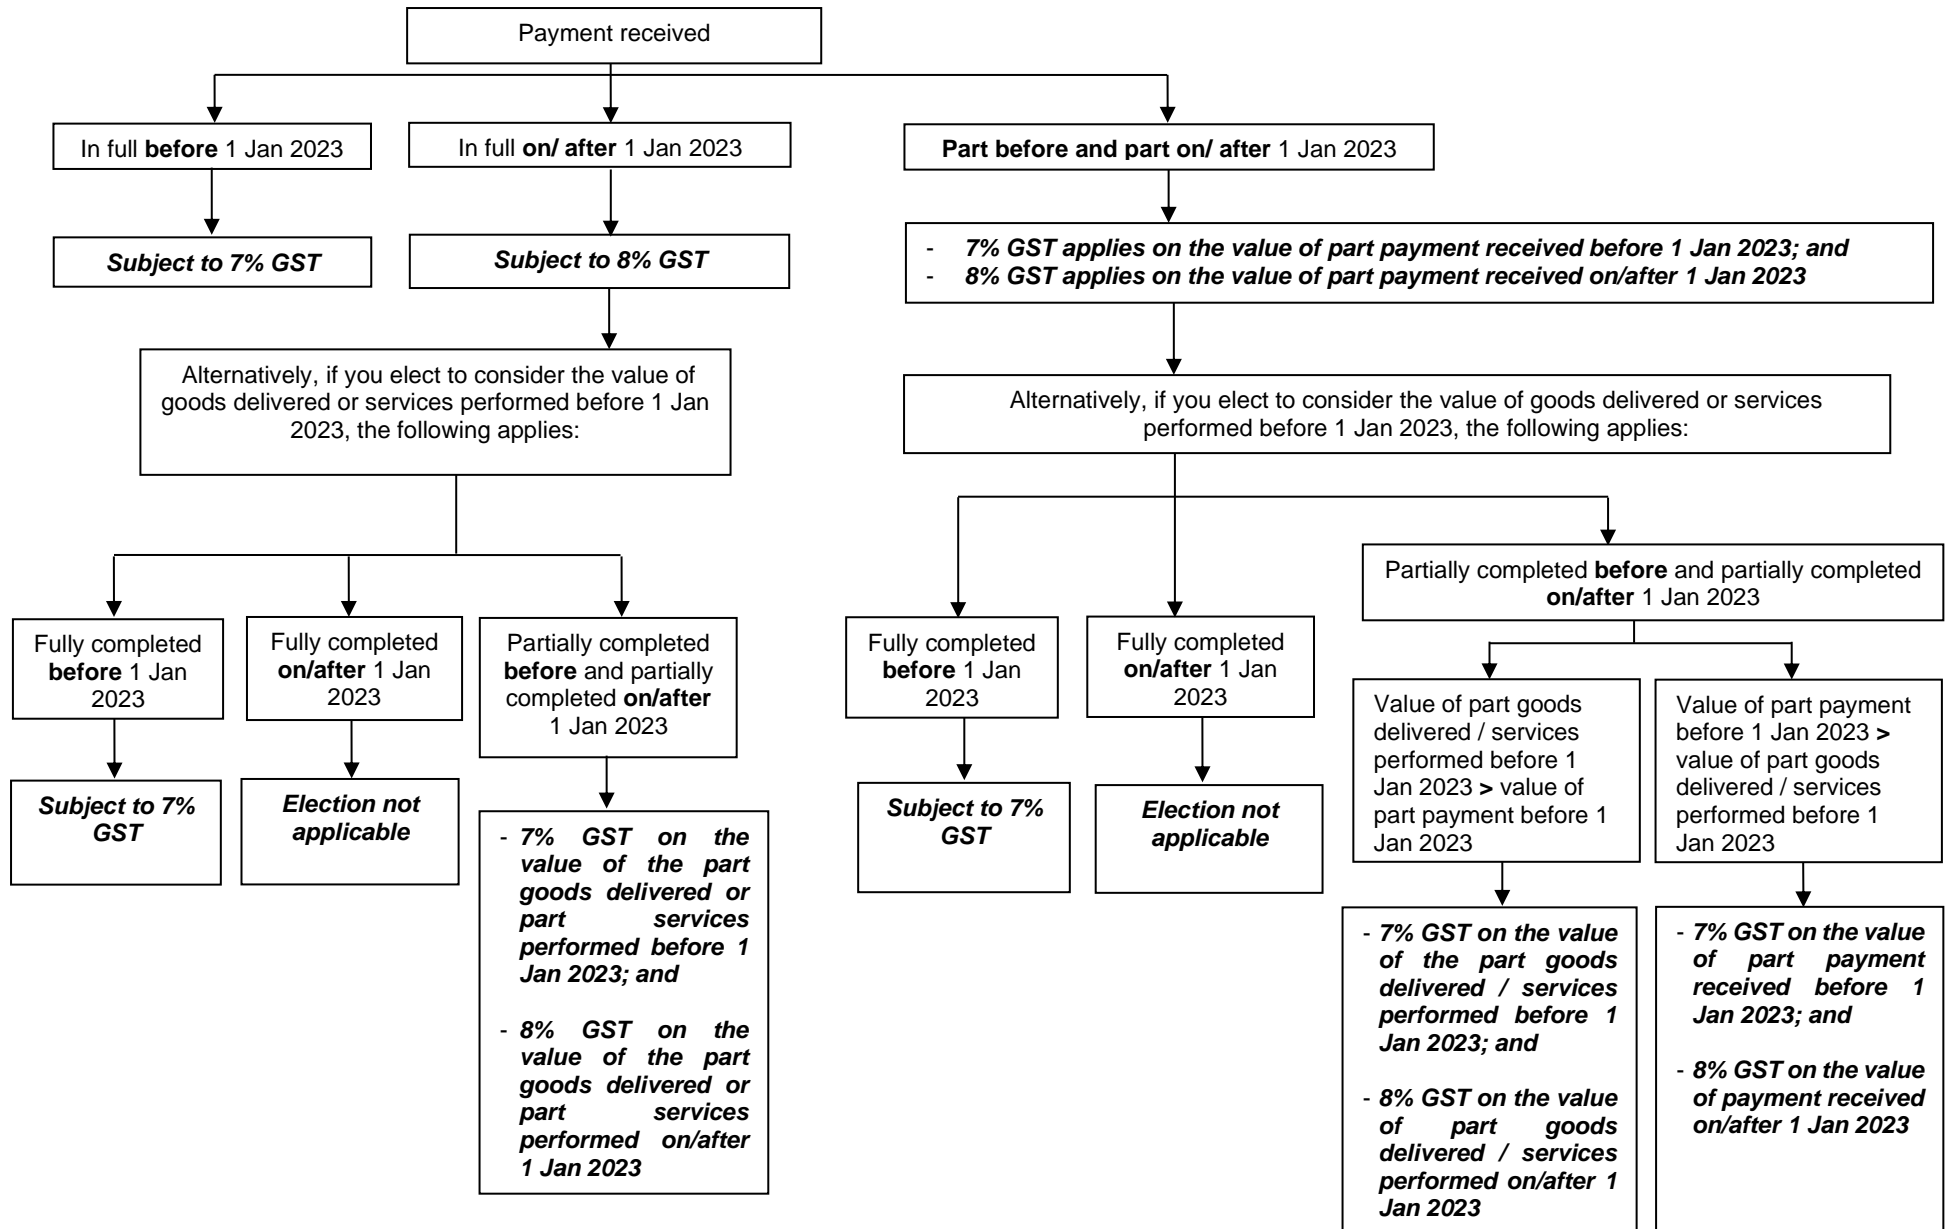 Payment received
In full before 1 Jan 2023
In full on/ after 1 Jan 2023
Part before and part on/ after 1 Jan 2023
Subject to 7% GST
Subject to 8% GST
- 7% GST applies on the value of part payment received before 1 Jan 2023; and
- 8% GST applies on the value of part payment received on/after 1 Jan 2023
Alternatively, if you elect to consider the value of
goods delivered or services performed before 1 Jan
2023, the following applies:
Alternatively, if you elect to consider the value of goods delivered or services
performed before 1 Jan 2023, the following applies:
Fully completed
before 1 Jan
2023
Fully completed
on/after 1 Jan
2023
Partially completed
before and partially
completed on/after
1 Jan 2023
Subject to 7%
GST
Election not
applicable
- 7% GST on the
value of the part
goods delivered or
part services
performed before 1
Jan 2023; and
- 8% GST on the
value of the part
goods delivered or
part services
performed on/after
1 Jan 2023
Fully completed
before 1 Jan
2023
Fully completed
on/after 1 Jan
2023
Partially completed before and partially completed
on/after 1 Jan 2023
Subject to 7%
GST
Election not
applicable
Value of part goods
delivered / services
performed before 1
Jan 2023 > value of
part payment before 1
Jan 2023
Value of part payment
before 1 Jan 2023 >
value of part goods
delivered / services
performed before 1
Jan 2023
- 7% GST on the value
of the part goods
delivered / services
performed before 1
Jan 2023; and
- 8% GST on the value
of part goods
delivered / services
performed on/after 1
Jan 2023
- 7% GST on the value
of part payment
received before 1
Jan 2023; and
- 8% GST on the value
of payment received
on/after 1 Jan 2023